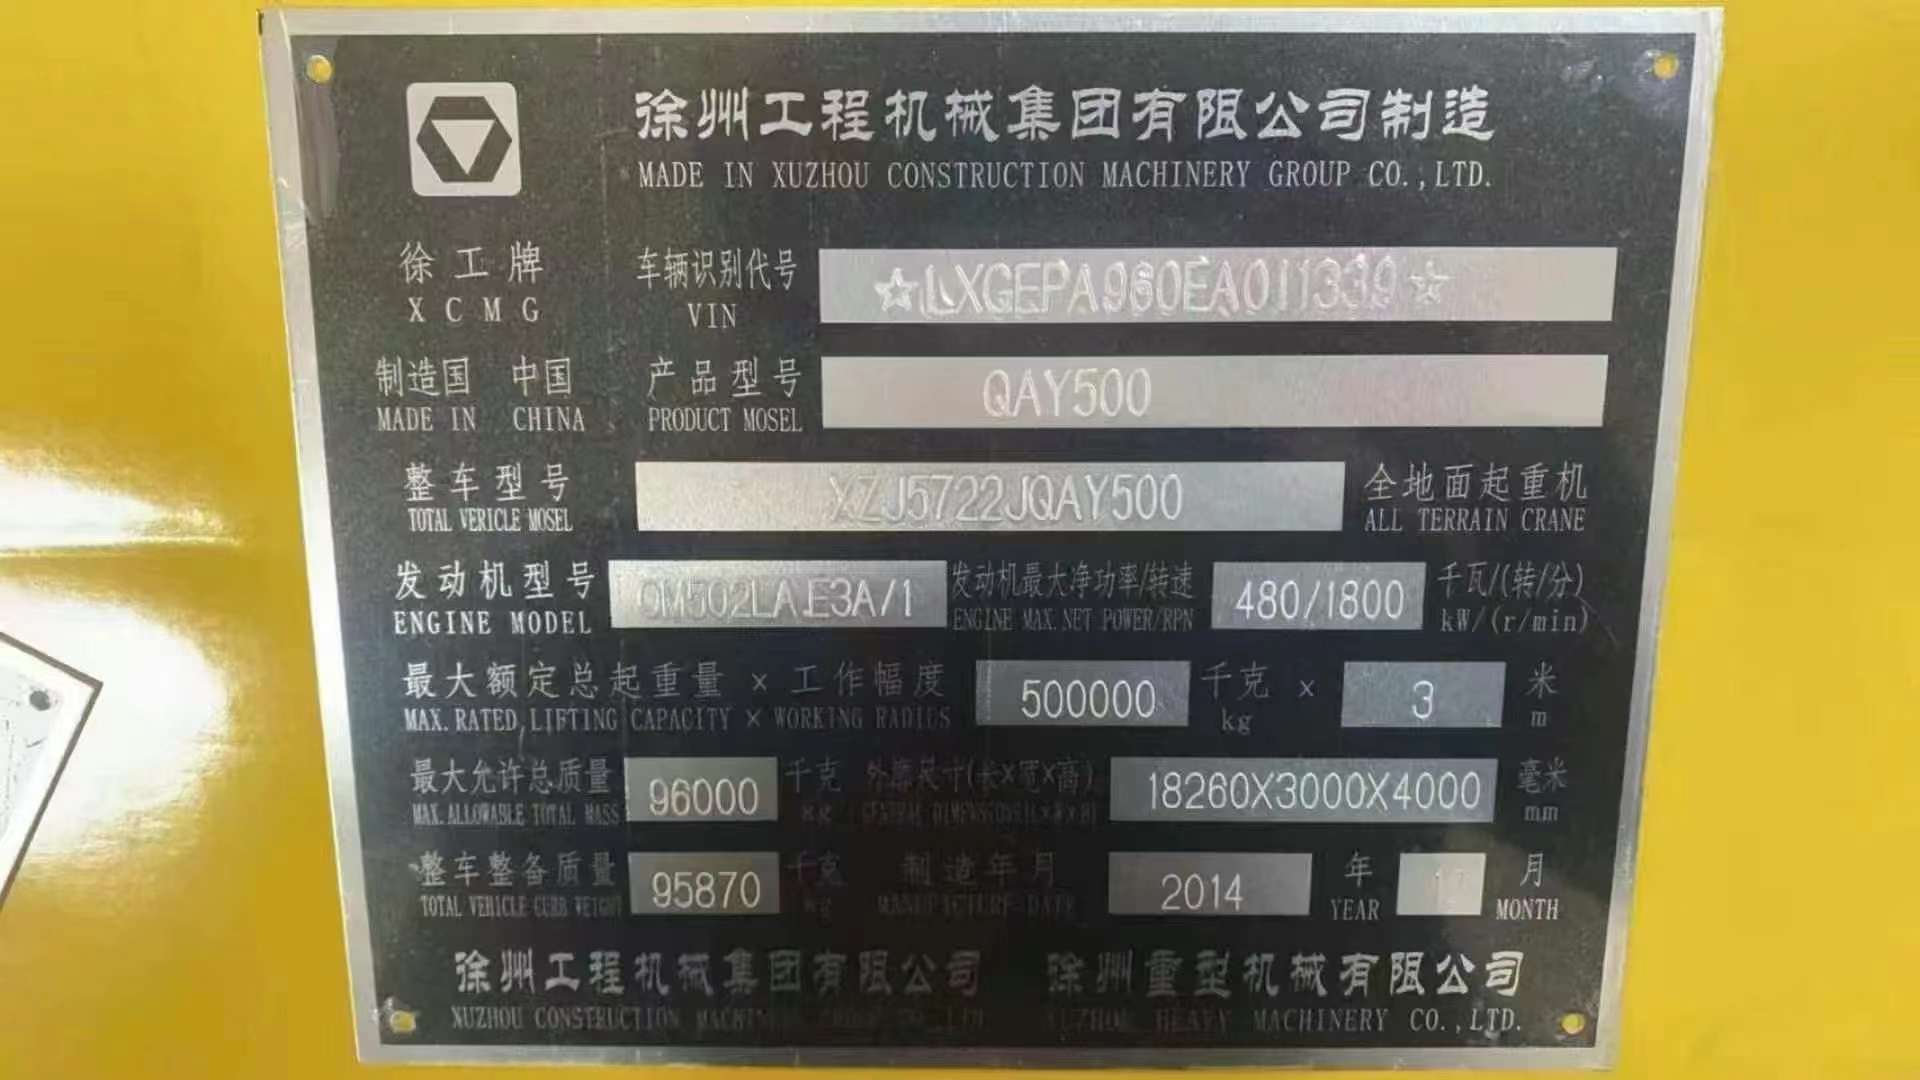 徐州工程机械集团有限公司制造
MADE IN XUZHOU CONSTRUCTION MACHINERY GROUP CO.,LTD.
徐工牌 车辆识别代号 ☆LXGEPA960EA011339☆
XCMG VIN
制造国 中国 产品型号 QAY500
MADE IN CHINA PRODUCT MOSEL
整车型号 XZJ5722JQAY500 全地面起重机
TOTAL VERICLE MOSEL ALL TERRAIN CRANE
发动机型号 OM502LA.E3A/1 发动机最大净功率/转速 480/1800 千瓦/(转/分)
ENGINE MODEL ENGINE MAX.NET POWER/RPN kW/(r/min)
最大额定总起重量 × 工作幅度 500000 千克 × 3 米
MAX.RATED LIFTING CAPACITY × WORKING RADIUS kg m
最大允许总质量 96000 千克 外廓尺寸(长×宽×高) 18260X3000X4000 毫米
MAX.ALLOWABLE TOTAL MASS kg mm
整车整备质量 95870 千克 制造年月 2014 年 月
TOTAL VEHICLE CURB WEIGHT kg YEAR MONTH
徐州工程机械集团有限公司 徐州重型机械有限公司
XUZHOU CONSTRUCTION MACHINERY GROUP CO.,LTD. XUZHOU HEAVY MACHINERY CO.,LTD.